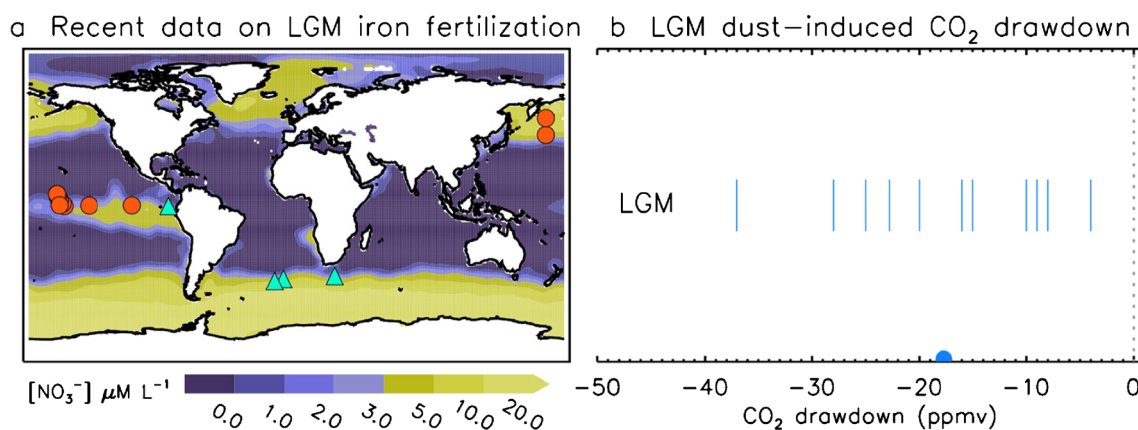 a Recent data on LGM iron fertilization
[NO₃⁻] μM L⁻¹
0.0 1.0 2.0 3.0 5.0 10.0 20.0
b LGM dust-induced CO₂ drawdown
LGM
-50 -40 -30 -20 -10 0
CO₂ drawdown (ppmv)